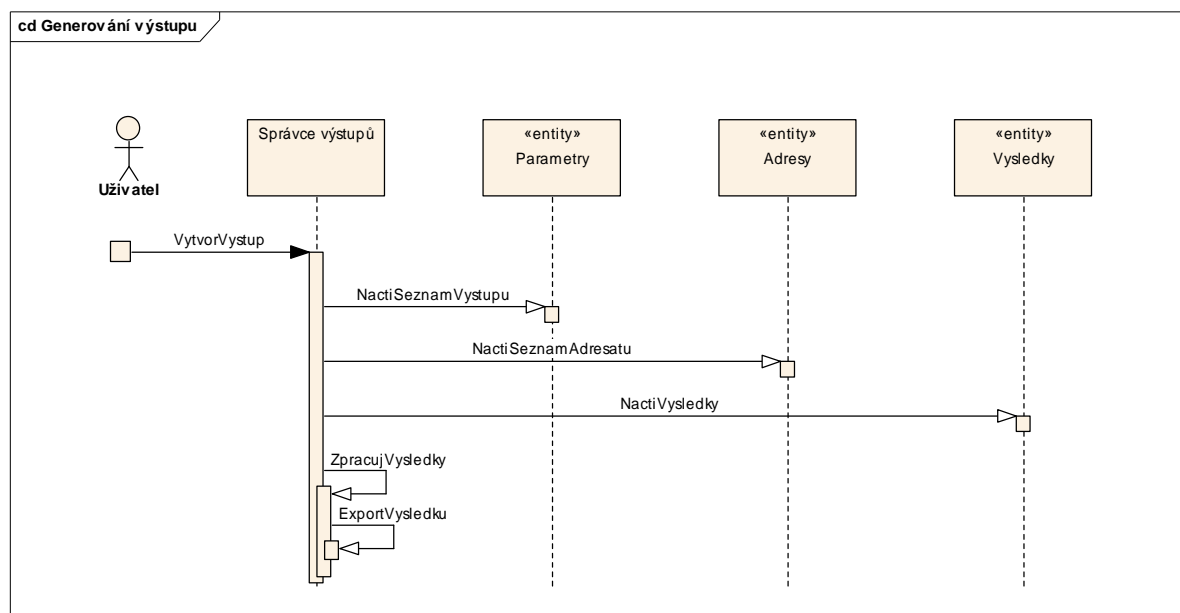 cd Generování výstupu
Uživatel
Správce výstupů
«entity»
Parametry
«entity»
Adresy
«entity»
Vysledky
VytvorVystup
NactiSeznamVystupu
NactiSeznamAdresatu
NactiVysledky
ZpracujVysledky
ExportVysledku